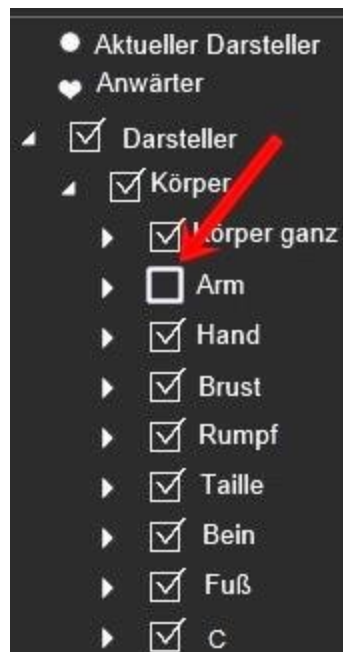 Aktueller Darsteller
Anwärter
Darsteller
Körper
Körper ganz
Arm
Hand
Brust
Rumpf
Taille
Bein
Fuß
C